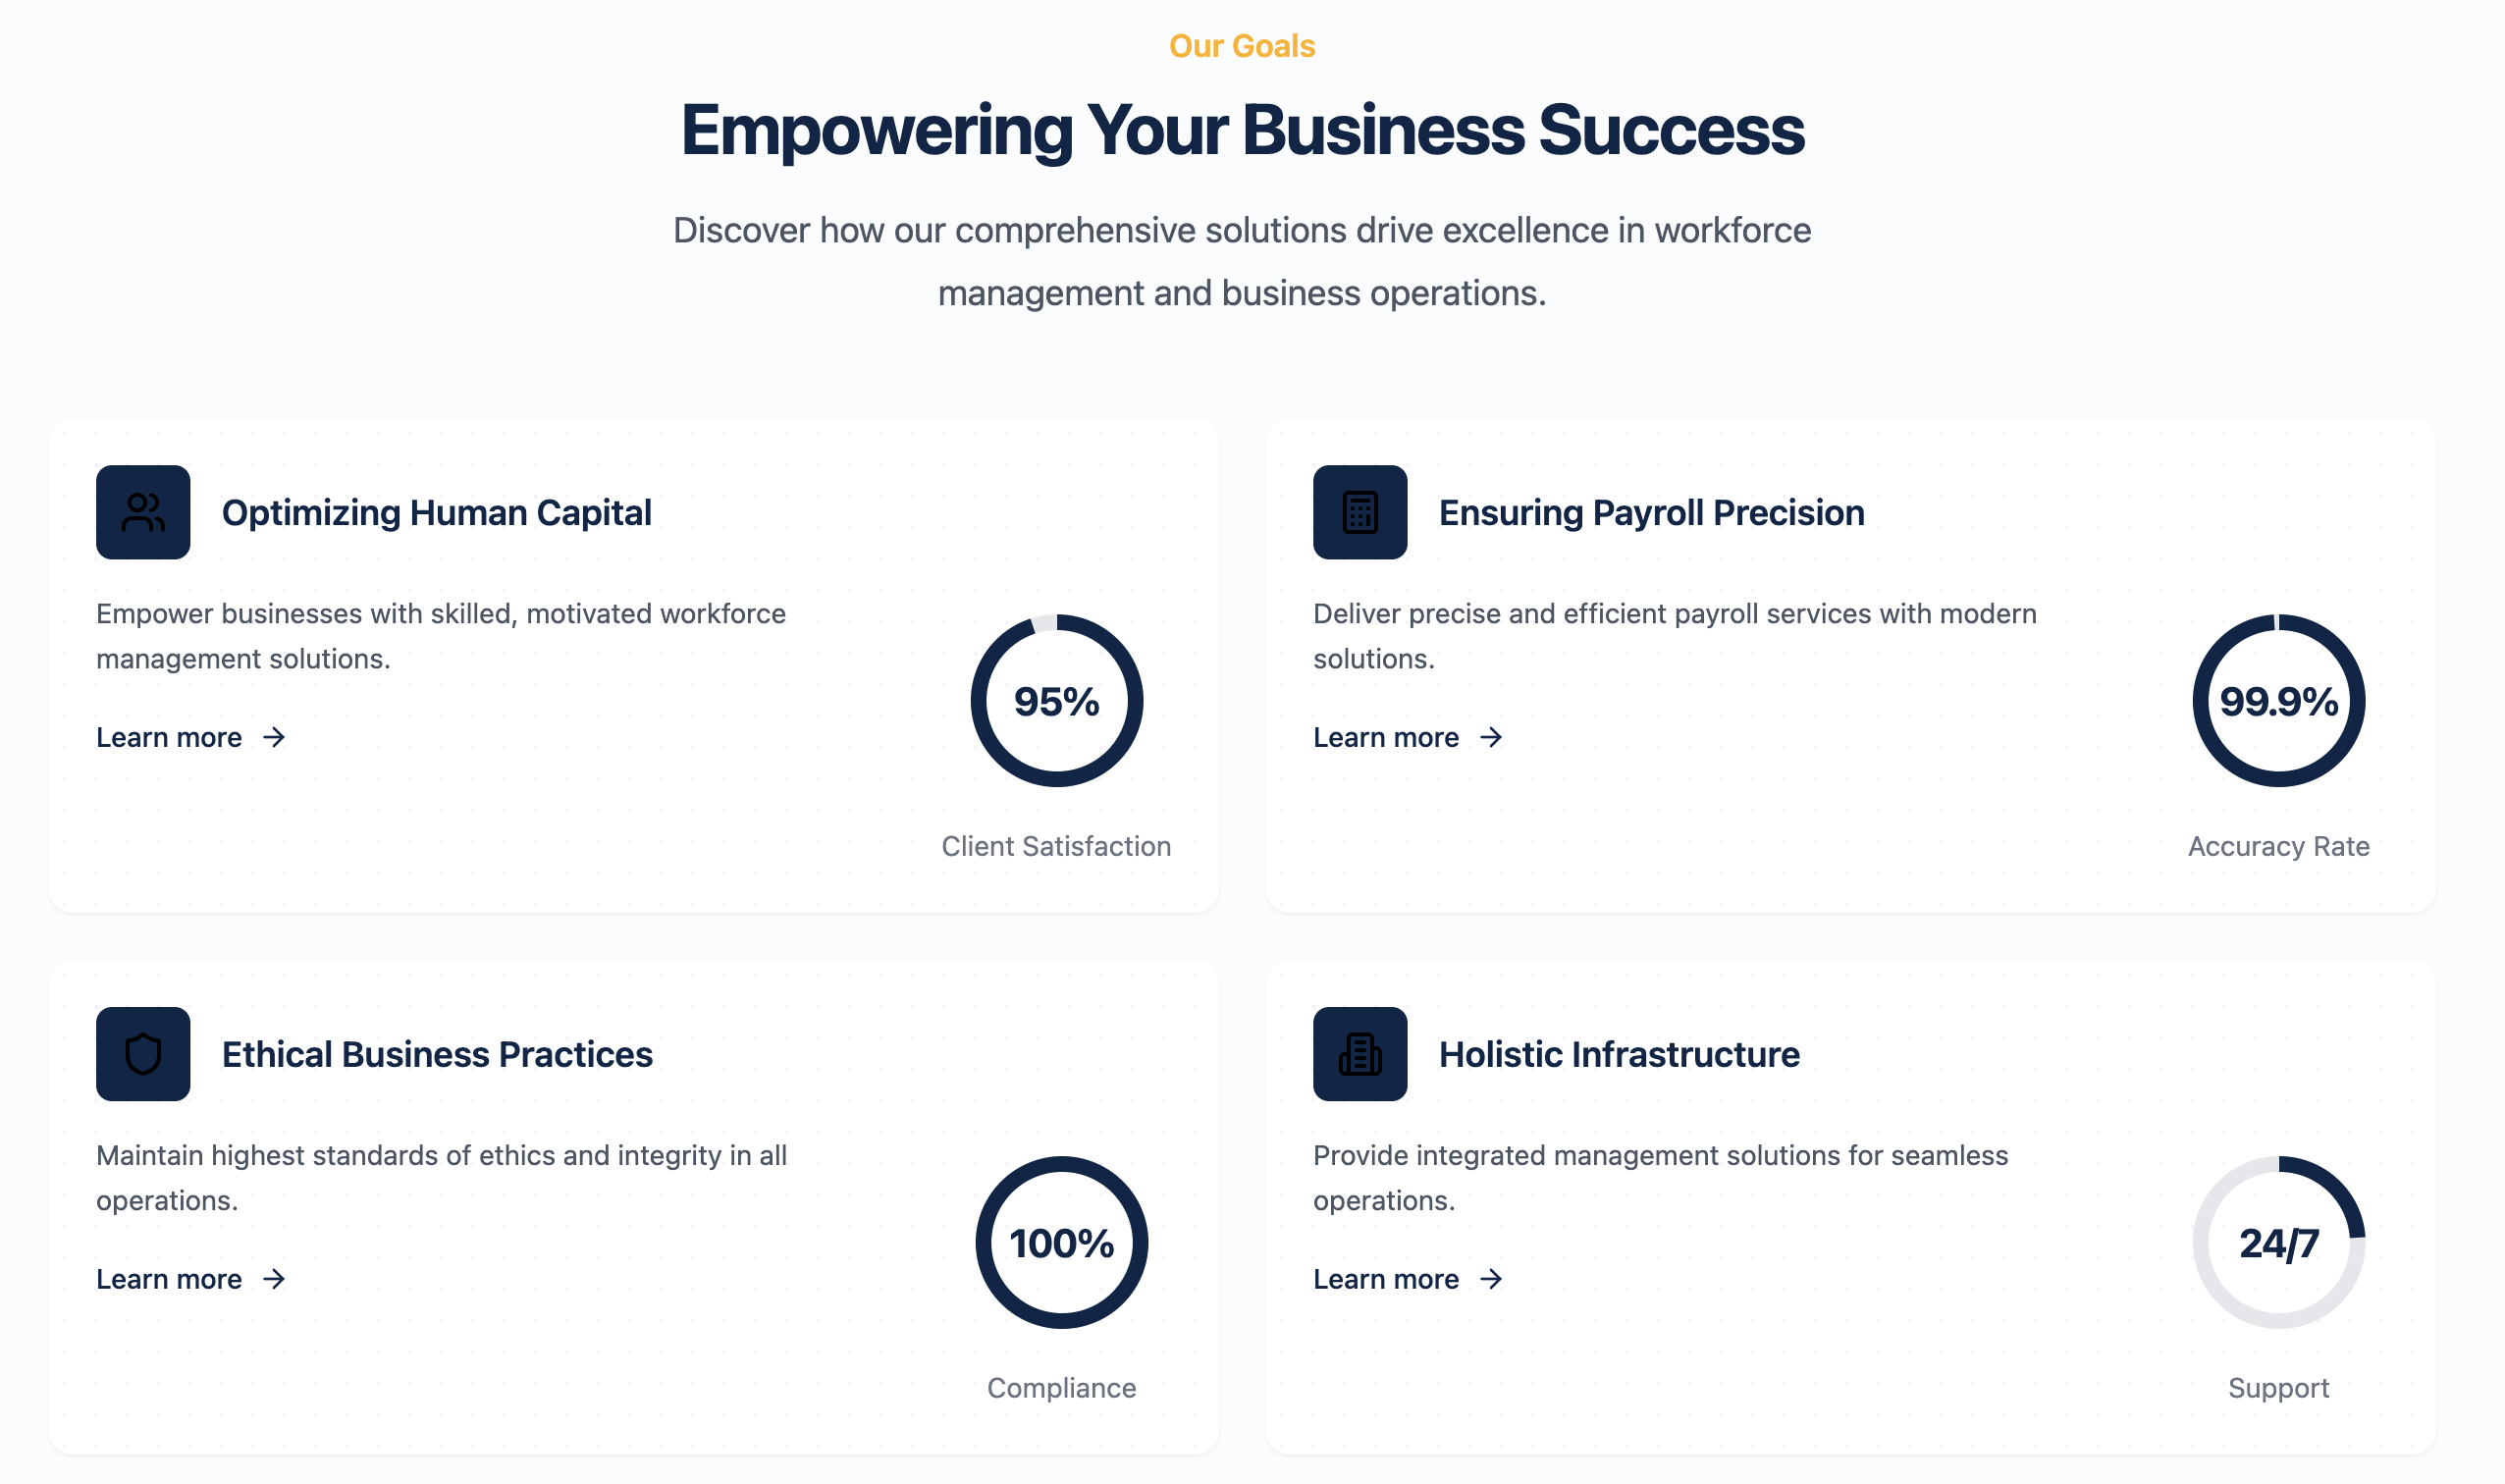 Our Goals
Empowering Your Business Success
Discover how our comprehensive solutions drive excellence in workforce
management and business operations.
Optimizing Human Capital
Empower businesses with skilled, motivated workforce
management solutions.
Learn more →
95%
Client Satisfaction
Ensuring Payroll Precision
Deliver precise and efficient payroll services with modern
solutions.
Learn more →
99.9%
Accuracy Rate
Ethical Business Practices
Maintain highest standards of ethics and integrity in all
operations.
Learn more →
100%
Compliance
Holistic Infrastructure
Provide integrated management solutions for seamless
operations.
Learn more →
24/7
Support